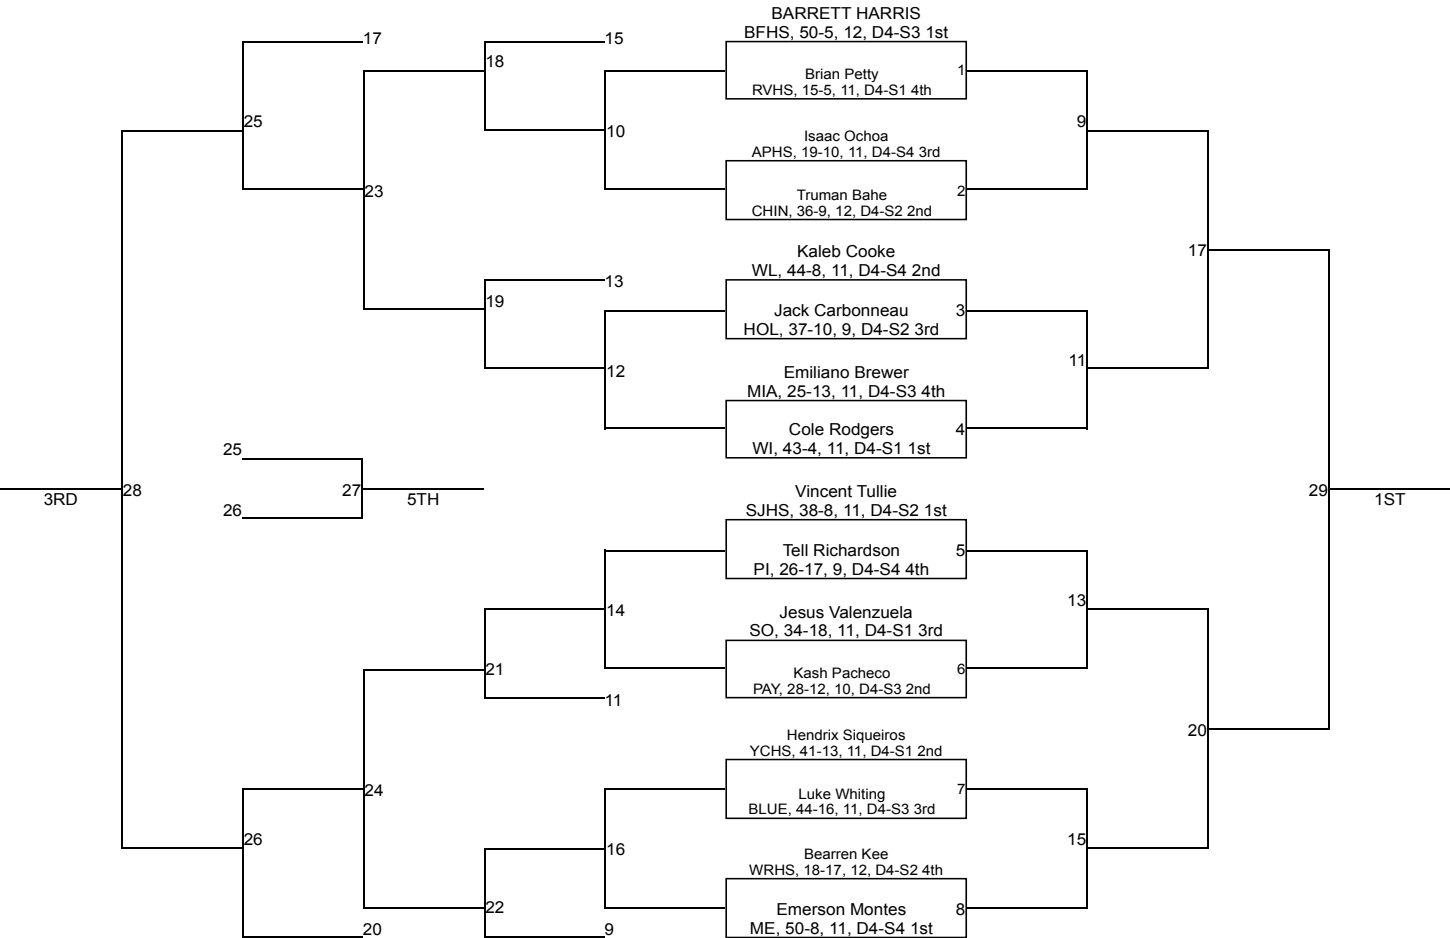 BARRETT HARRIS
BFHS, 50-5, 12, D4-S3 1st
17
15
18
Brian Petty
1
RVHS, 15-5, 11, D4-S1 4th
25
10
9
Isaac Ochoa
APHS, 19-10, 11, D4-S4 3rd
23
Truman Bahe
2
CHIN, 36-9, 12, D4-S2 2nd
Kaleb Cooke
17
WL, 44-8, 11, D4-S4 2nd
13
19
Jack Carbonneau
3
HOL, 37-10, 9, D4-S2 3rd
12
11
Emiliano Brewer
MIA, 25-13, 11, D4-S3 4th
Cole Rodgers
4
25
WI, 43-4, 11, D4-S1 1st
3RD
28
27
5TH
Vincent Tullie
29
1ST
26
SJHS, 38-8, 11, D4-S2 1st
Tell Richardson
5
PI, 26-17, 9, D4-S4 4th
14
13
Jesus Valenzuela
SO, 34-18, 11, D4-S1 3rd
21
Kash Pacheco
6
PAY, 28-12, 10, D4-S3 2nd
11
20
Hendrix Siqueiros
YCHS, 41-13, 11, D4-S1 2nd
24
Luke Whiting
7
BLUE, 44-16, 11, D4-S3 3rd
26
16
15
Bearren Kee
WRHS, 18-17, 12, D4-S2 4th
22
Emerson Montes
8
20
9
ME, 50-8, 11, D4-S4 1st